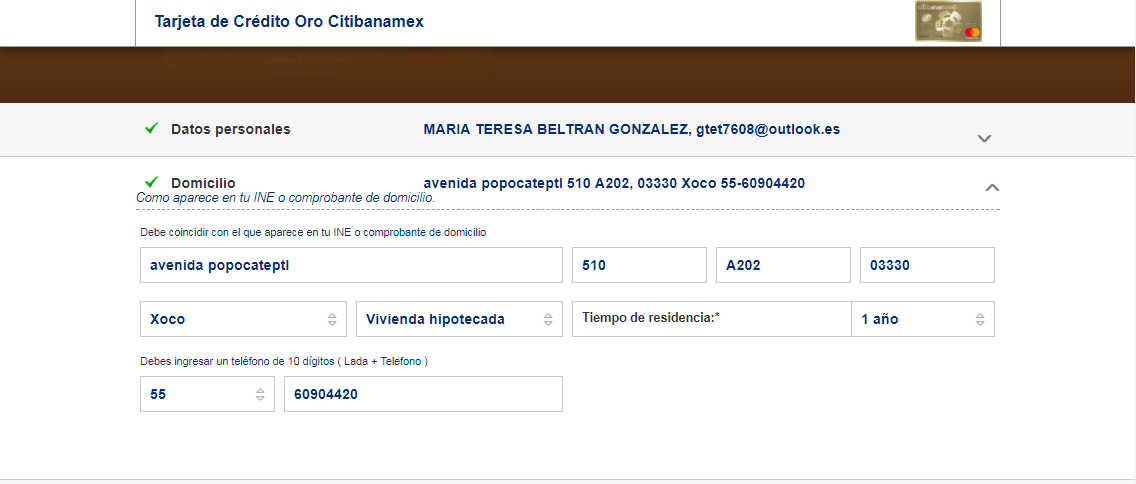 Tarjeta de Crédito Oro Citibanamex
Datos personales MARIA TERESA BELTRAN GONZALEZ, gtet7608@outlook.es
Domicilio avenida popocateptl 510 A202, 03330 Xoco 55-60904420
Como aparece en tu INE o comprobante de domicilio.
Debe coincidir con el que aparece en tu INE o comprobante de domicilio
avenida popocateptl 510 A202 03330
Xoco Vivienda hipotecada Tiempo de residencia:* 1 año
Debes ingresar un teléfono de 10 dígitos ( Lada + Telefono )
55 60904420